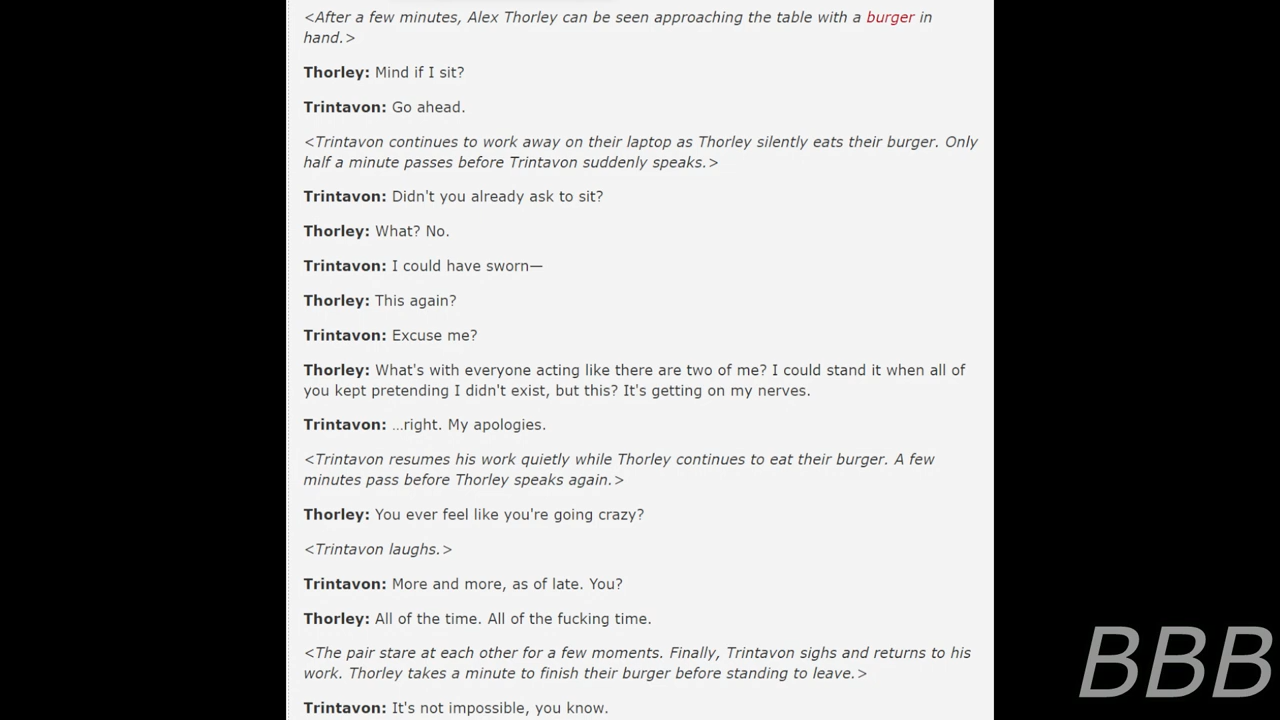 <After a few minutes, Alex Thorley can be seen approaching the table with a burger in
hand.>
Thorley: Mind if I sit?
Trintavon: Go ahead.
<Trintavon continues to work away on their laptop as Thorley silently eats their burger. Only
half a minute passes before Trintavon suddenly speaks.>
Trintavon: Didn't you already ask to sit?
Thorley: What? No.
Trintavon: I could have sworn—
Thorley: This again?
Trintavon: Excuse me?
Thorley: What's with everyone acting like there are two of me? I could stand it when all of
you kept pretending I didn't exist, but this? It's getting on my nerves.
Trintavon: …right. My apologies.
<Trintavon resumes his work quietly while Thorley continues to eat their burger. A few
minutes pass before Thorley speaks again.>
Thorley: You ever feel like you're going crazy?
<Trintavon laughs.>
Trintavon: More and more, as of late. You?
Thorley: All of the time. All of the fucking time.
<The pair stare at each other for a few moments. Finally, Trintavon sighs and returns to his
work. Thorley takes a minute to finish their burger before standing to leave.>
Trintavon: It's not impossible, you know.
BBB